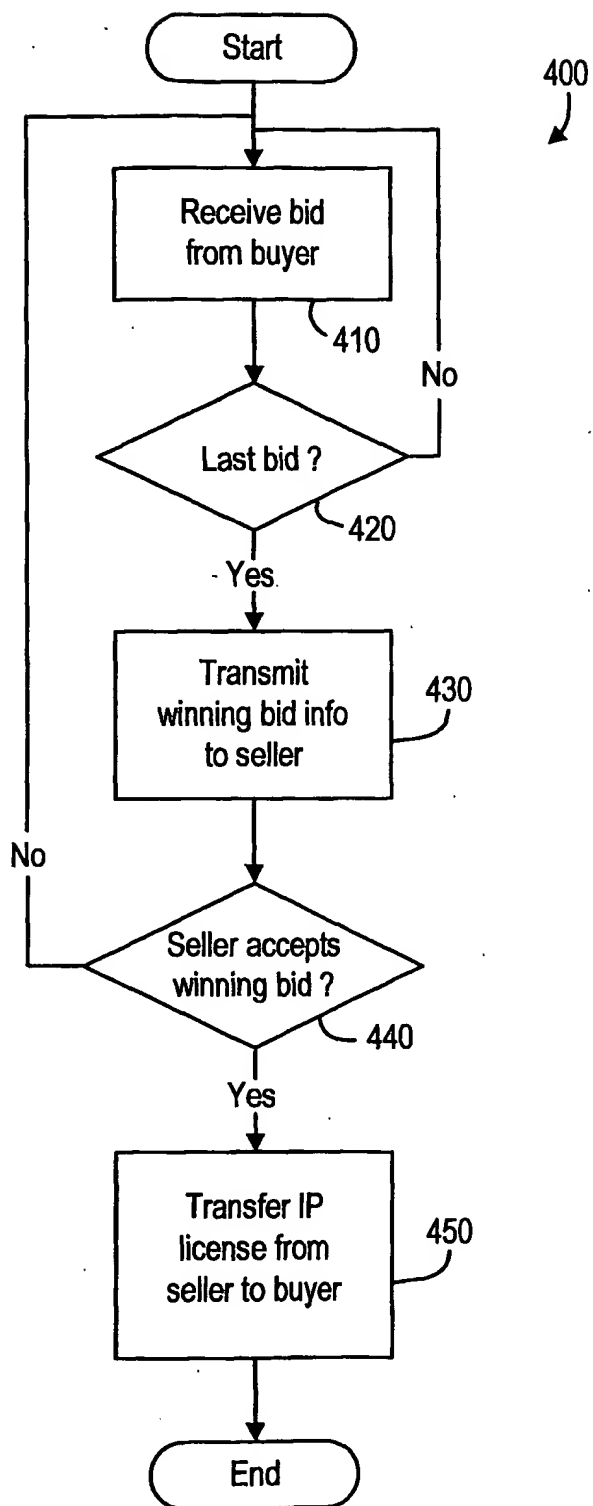 Start
400
Receive bid
from buyer
410
No
Last bid ?
420
Yes
Transmit
winning bid info
to seller
430
No
Seller accepts
winning bid ?
440
Yes
Transfer IP
license from
seller to buyer
450
End